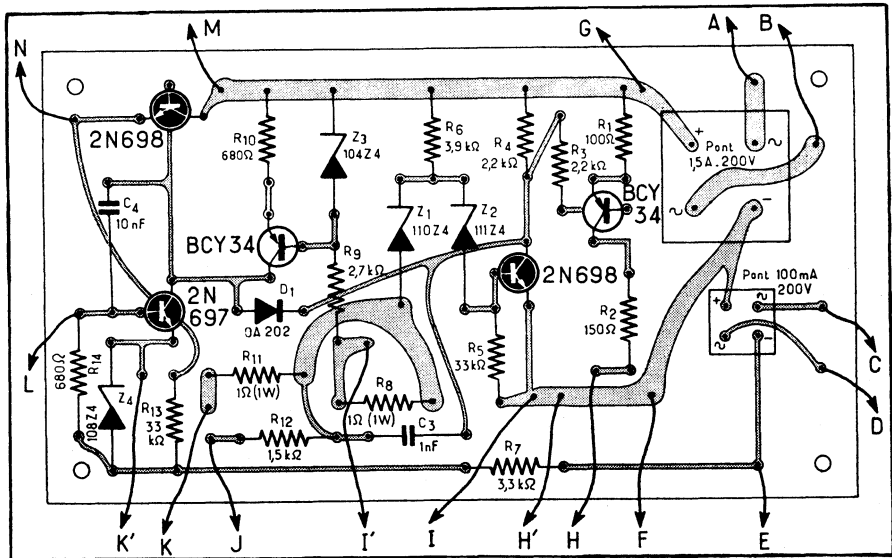 M
G
A
B
N
2N698
R10
680Ω
Z3
104Z4
R6
3,9kΩ
R4
2,2kΩ
R3
2,2kΩ
R1
100Ω
+
Pont
1,5A-200V
~
~
-
C4
10nF
BCY34
Z1
110Z4
Z2
111Z4
BCY
34
R9
2,7kΩ
2N698
2N
697
D1
OA 202
Pont 100mA
200V
+
~
~
-
R2
150Ω
C
D
L
680Ω
R14
Z4
108Z4
R13
33
kΩ
R11
1Ω(1W)
R8
1Ω(1W)
R5
33kΩ
H
R12
1,5kΩ
C3
1nF
R7
3,3kΩ
K'
K
J
I'
I
H'
H
F
E